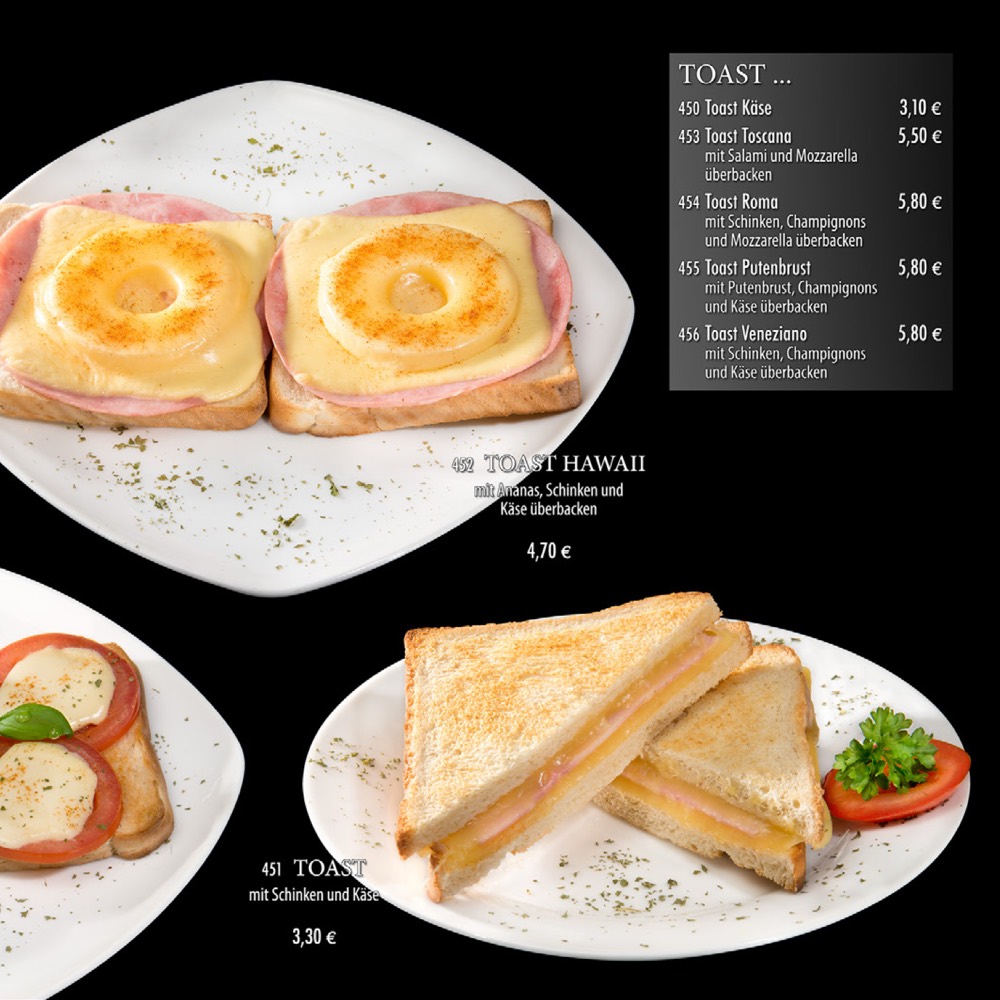 TOAST ...
450 Toast Käse 3,10 €
453 Toast Toscana 5,50 €
mit Salami und Mozzarella
überbacken
454 Toast Roma 5,80 €
mit Schinken, Champignons
und Mozzarella überbacken
455 Toast Putenbrust 5,80 €
mit Putenbrust, Champignons
und Käse überbacken
456 Toast Veneziano 5,80 €
mit Schinken, Champignons
und Käse überbacken
452 TOAST HAWAII
mit Ananas, Schinken und
Käse überbacken
4,70 €
451 TOAST
mit Schinken und Käse
3,30 €